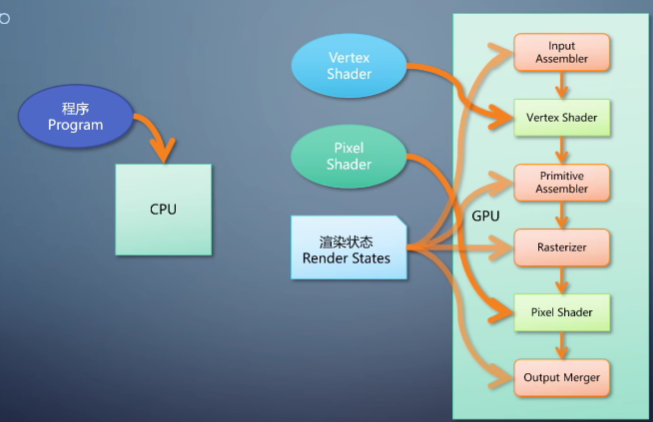 程序
Program
CPU
Vertex
Shader
Pixel
Shader
渲染状态
Render States
GPU
Input
Assembler
Vertex Shader
Primitive
Assembler
Rasterizer
Pixel Shader
Output Merger